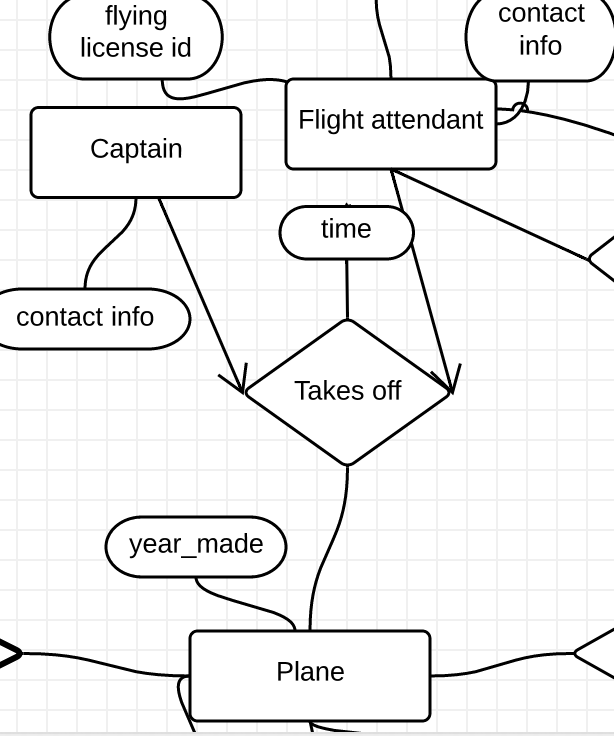 flying
license id
contact
info
Flight attendant
Captain
time
contact info
Takes off
year_made
Plane